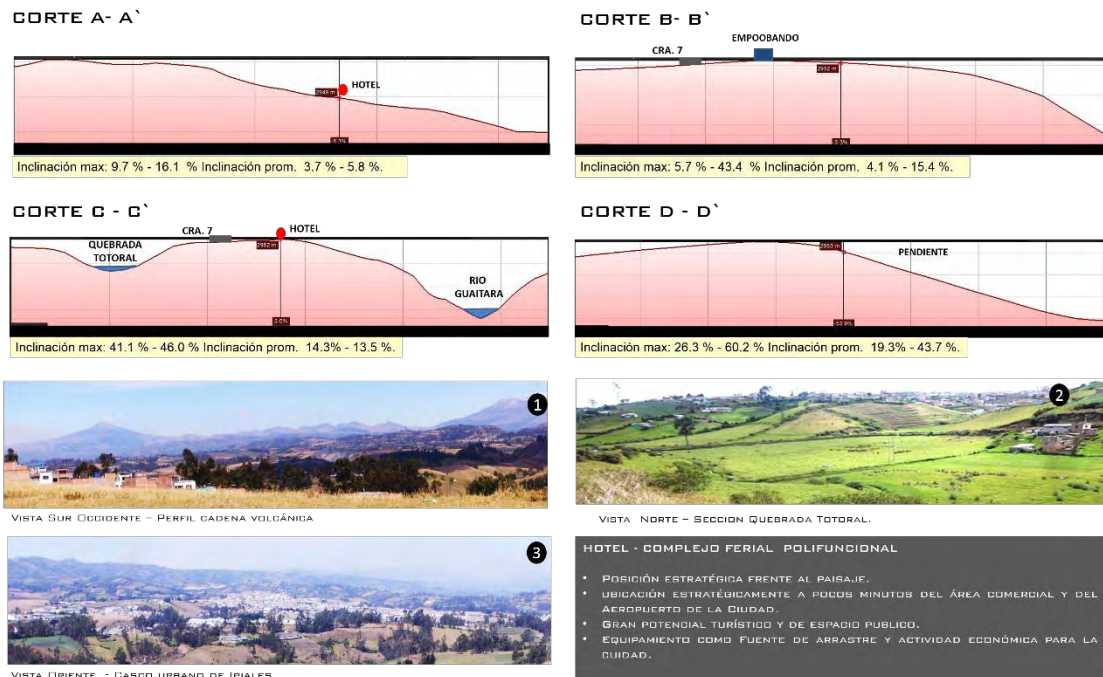 CORTE A- A`
HOTEL
2949 m
Inclinación max: 9.7 % - 16.1 % Inclinación prom. 3.7 % - 5.8 %.
CORTE B- B`
EMPOOBANDO
CRA. 7
2952 m
Inclinación max: 5.7 % - 43.4 % Inclinación prom. 4.1 % - 15.4 %.
CORTE C - C`
CRA. 7
HOTEL
QUEBRADA
TOTORAL
2952 m
RIO
GUAITARA
Inclinación max: 41.1 % - 46.0 % Inclinación prom. 14.3% - 13.5 %.
CORTE D - D`
2953 m
PENDIENTE
Inclinación max: 26.3 % - 60.2 % Inclinación prom. 19.3% - 43.7 %.
1
VISTA SUR OCCIDENTE – PERFIL CADENA VOLCÁNICA
2
VISTA NORTE – SECCION QUEBRADA TOTORAL.
3
VISTA ORIENTE - CASCO URBANO DE IPIALES
HOTEL - COMPLEJO FERIAL POLIFUNCIONAL
• POSICIÓN ESTRATÉGICA FRENTE AL PAISAJE.
• UBICACIÓN ESTRATÉGICAMENTE A POCOS MINUTOS DEL ÁREA COMERCIAL Y DEL
AEROPUERTO DE LA CIUDAD.
• GRAN POTENCIAL TURÍSTICO Y DE ESPACIO PUBLICO.
• EQUIPAMIENTO COMO FUENTE DE ARRASTRE Y ACTIVIDAD ECONÓMICA PARA LA
CUIDAD.